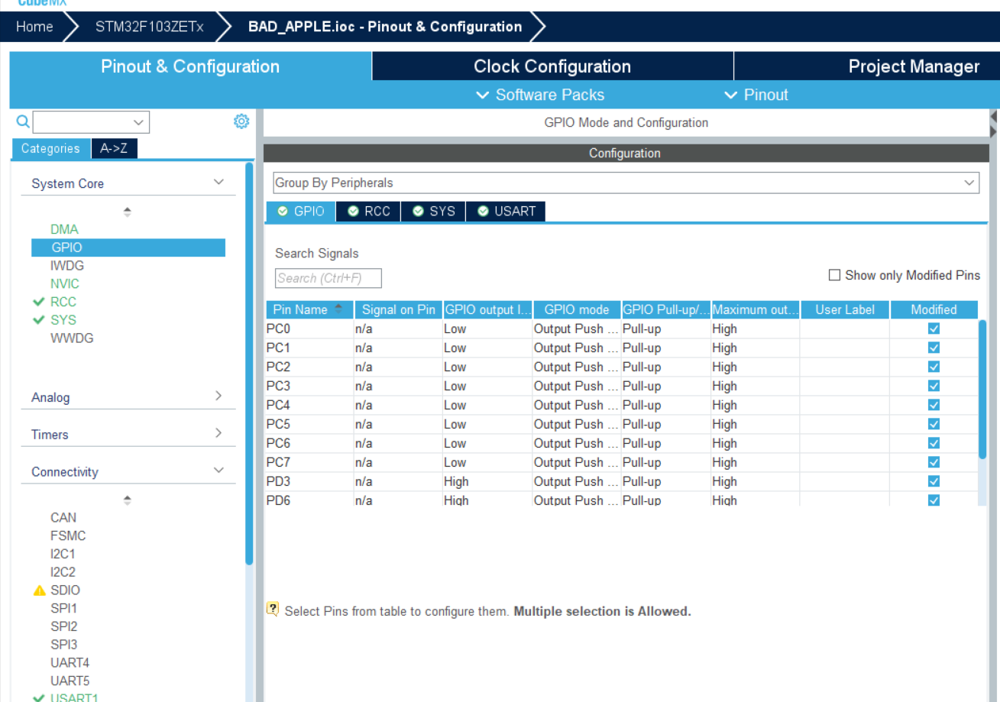 CubeMX
Home STM32F103ZETx BAD_APPLE.ioc - Pinout & Configuration
Pinout & Configuration Clock Configuration Project Manager
Software Packs Pinout
GPIO Mode and Configuration
Categories A->Z
Configuration
System Core
Group By Peripherals
GPIO RCC SYS USART
DMA
GPIO
IWDG
NVIC
RCC
SYS
WWDG
Analog
Timers
Connectivity
CAN
FSMC
I2C1
I2C2
SDIO
SPI1
SPI2
SPI3
UART4
UART5
USART1
Search Signals
Search (Ctrl+F) Show only Modified Pins
Pin Name Signal on Pin GPIO output l... GPIO mode GPIO Pull-up/... Maximum out... User Label Modified
PC0 n/a Low Output Push ... Pull-up High
PC1 n/a Low Output Push ... Pull-up High
PC2 n/a Low Output Push ... Pull-up High
PC3 n/a Low Output Push ... Pull-up High
PC4 n/a Low Output Push ... Pull-up High
PC5 n/a Low Output Push ... Pull-up High
PC6 n/a Low Output Push ... Pull-up High
PC7 n/a Low Output Push ... Pull-up High
PD3 n/a High Output Push ... Pull-up High
PD6 n/a High Output Push ... Pull-up High
Select Pins from table to configure them. Multiple selection is Allowed.